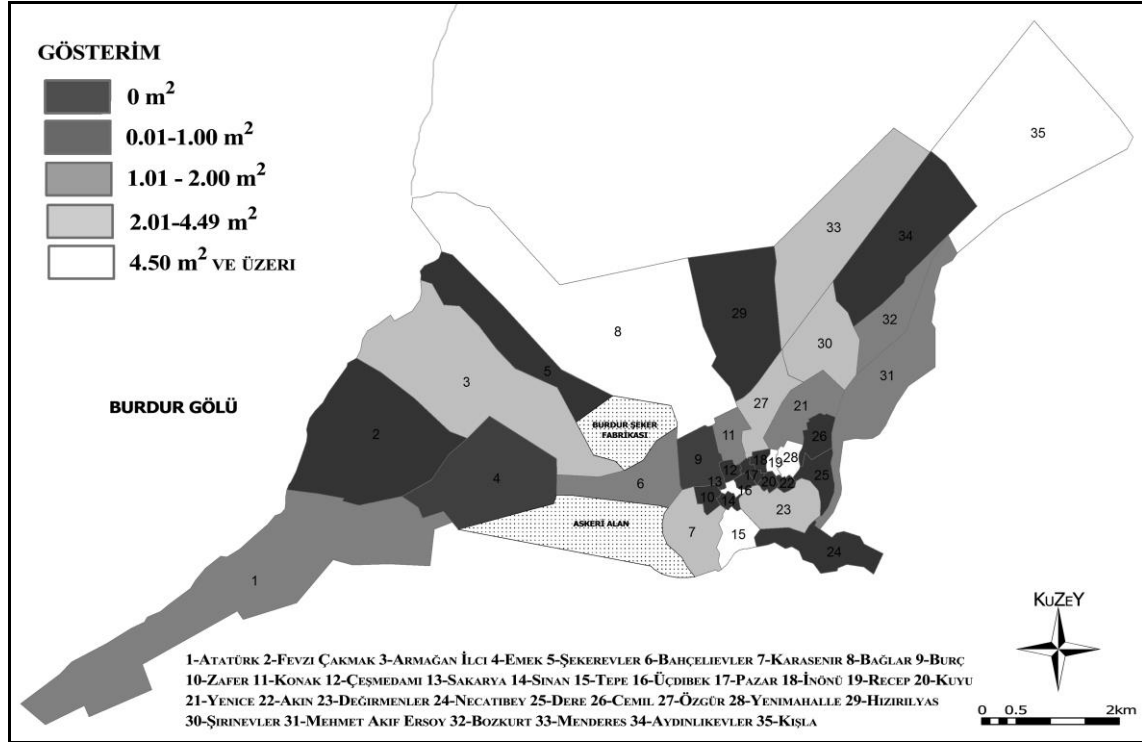 GÖSTERİM
0 m²
0.01-1.00 m²
1.01 - 2.00 m²
2.01-4.49 m²
4.50 m² VE ÜZERI
35
33
34
29
8
32
30
5
31
3
27
21
BURDUR GÖLÜ
BURDUR ŞEKER
FABRİKASI
2
11
26
28
18
19
9
12
4
17
25
6
13
20
22
16
10
14
23
ASKERİ ALAN
7
15
24
1
KuZeY
1-ATATÜRK 2-FEVZI ÇAKMAK 3-ARMAĞAN İLCI 4-EMEK 5-ŞEKEREVLER 6-BAHÇELIEVLER 7-KARASENIR 8-BAĞLAR 9-BURÇ
10-ZAFER 11-KONAK 12-ÇEŞMEDAMI 13-SAKARYA 14-SINAN 15-TEPE 16-ÜÇDIBEK 17-PAZAR 18-İNÖNÜ 19-RECEP 20-KUYU
21-YENICE 22-AKIN 23-DEĞIRMENLER 24-NECATIBEY 25-DERE 26-CEMIL 27-ÖZGÜR 28-YENIMAHALLE 29-HIZIRILYAS
30-ŞIRINEVLER 31-MEHMET AKIF ERSOY 32-BOZKURT 33-MENDERES 34-AYDINLIKEVLER 35-KIŞLA
0 0.5 2km